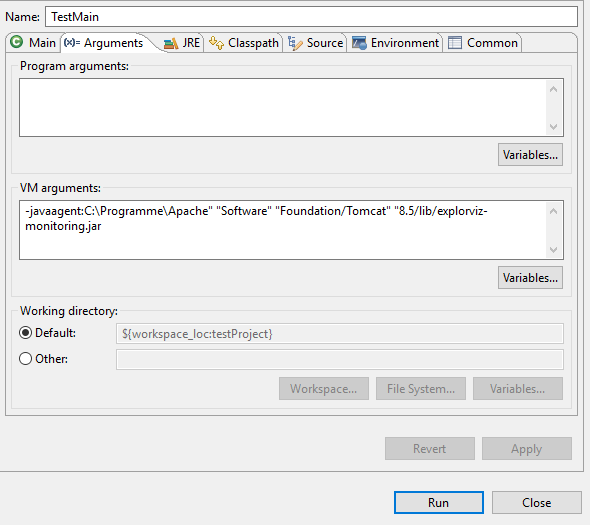 Name: TestMain
Main (x)= Arguments JRE Classpath Source Environment Common
Program arguments:
Variables...
VM arguments:
-javaagent:C:\Programme\Apache" "Software" "Foundation/Tomcat" "8.5/lib/explorviz-
monitoring.jar
Variables...
Working directory:
Default: ${workspace_loc:testProject}
Other:
Workspace... File System... Variables...
Revert Apply
Run Close